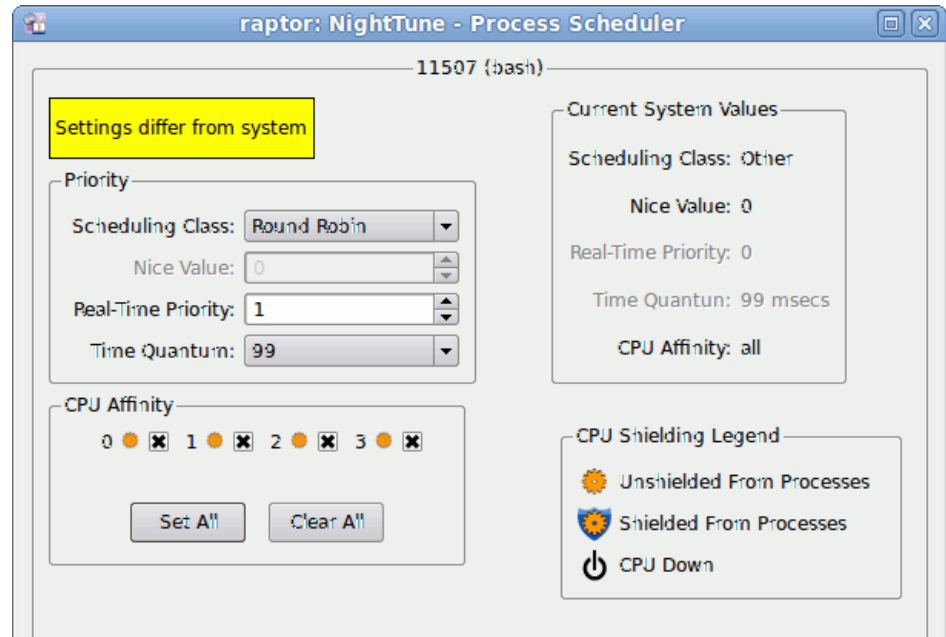 raptor: NightTune - Process Scheduler
11507 (bash)
Settings differ from system
Priority
Scheduling Class: Round Robin
Nice Value: 0
Real-Time Priority: 1
Time Quantum: 99
CPU Affinity
0 1 2 3
Set All Clear All
Current System Values
Scheduling Class: Other
Nice Value: 0
Real-Time Priority: 0
Time Quantun: 99 msecs
CPU Affinity: all
CPU Shielding Legend
Unshielded From Processes
Shielded From Processes
CPU Down